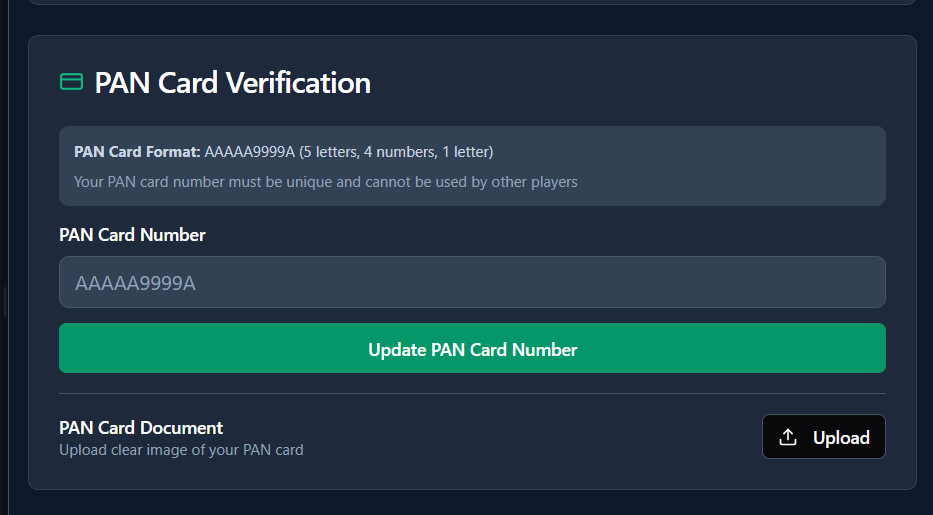 PAN Card Verification
PAN Card Format: AAAAA9999A (5 letters, 4 numbers, 1 letter)
Your PAN card number must be unique and cannot be used by other players
PAN Card Number
AAAAA9999A
Update PAN Card Number
PAN Card Document
Upload clear image of your PAN card
Upload